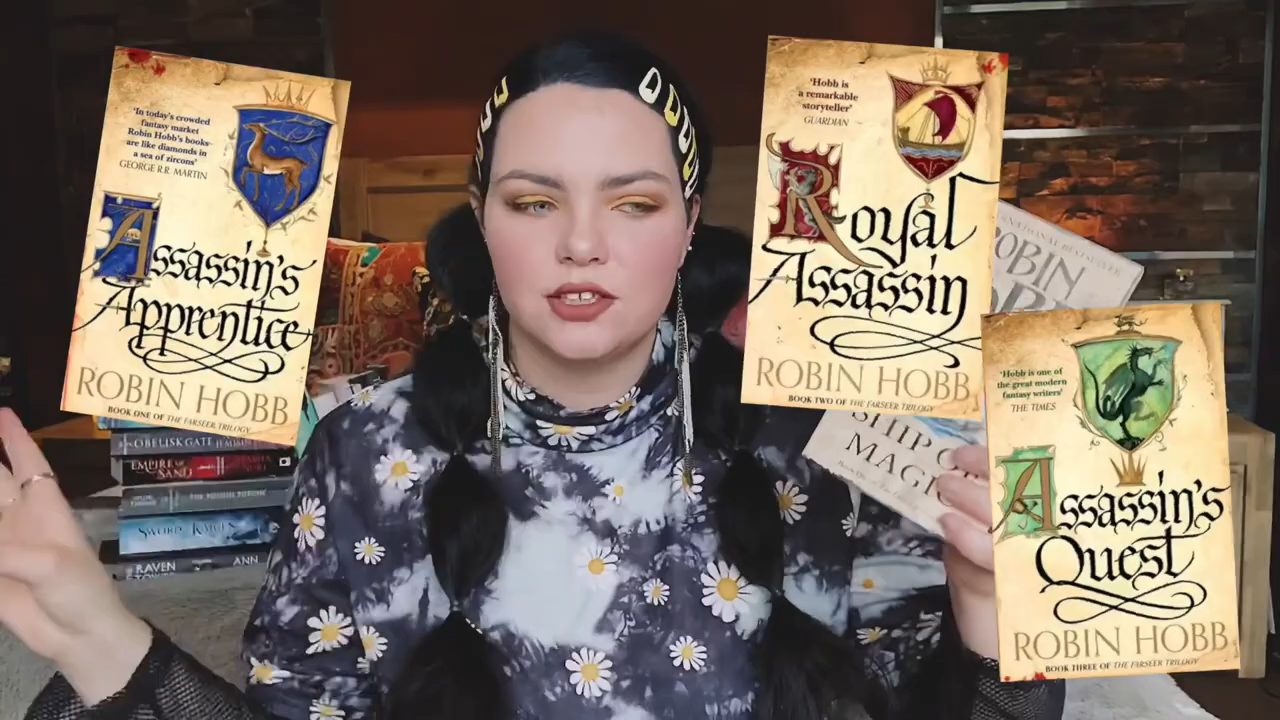 'In today's crowded
fantasy market
Robin Hobb's books
are like diamonds in
a sea of zircons'
GEORGE R.R. MARTIN
Assassin's
Apprentice
ROBIN HOBB
BOOK ONE OF THE FARSEER TRILOGY
OBELISK GATE
EMPIRE OF
SAND
SWORD
KAIGEN
RAVEN
ANN
'Hobb is
a remarkable
storyteller'
GUARDIAN
Royal
Assassin
ROBIN HOBB
BOOK TWO OF THE FARSEER TRILOGY
SHIP
MAGIC
'Hobb is one of
the great modern
fantasy writers'
THE TIMES
Assassin's
Quest
ROBIN HOBB
BOOK THREE OF THE FARSEER TRILOGY